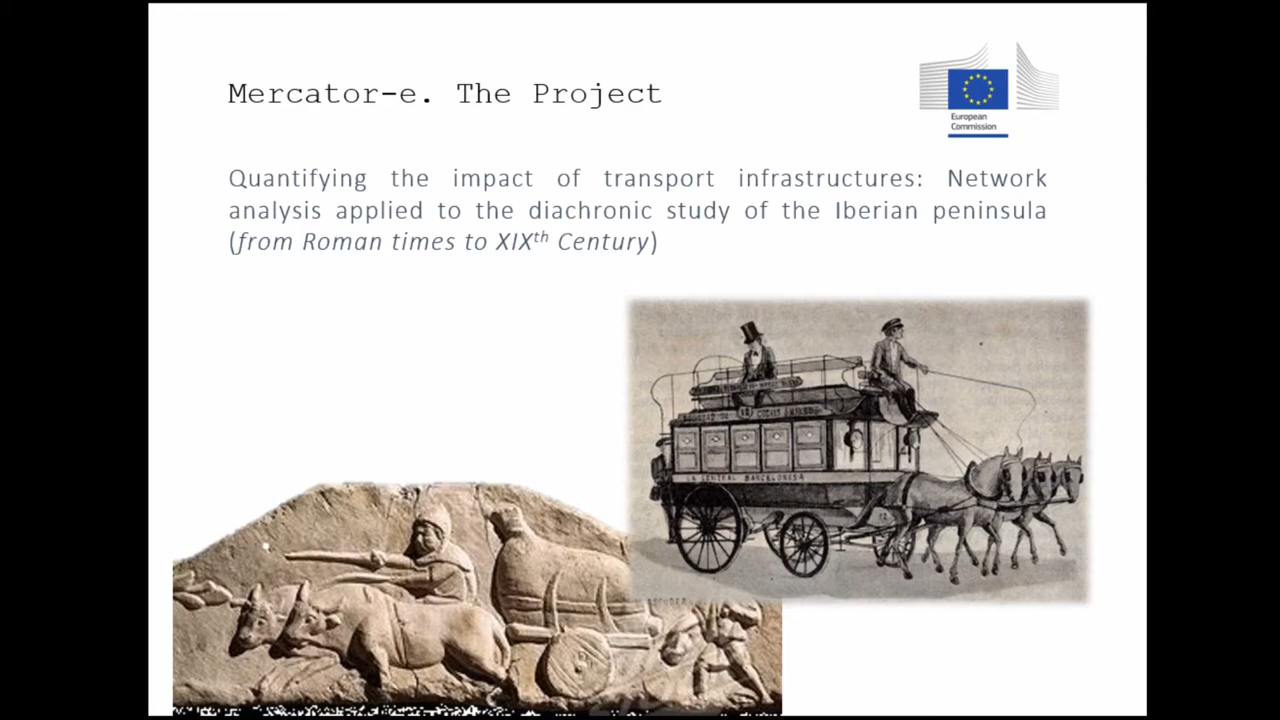 Mercator-e. The Project
European
Commission
Quantifying the impact of transport infrastructures: Network
analysis applied to the diachronic study of the Iberian peninsula
(from Roman times to XIXth Century)
LA CENTRAL BARCELONESA